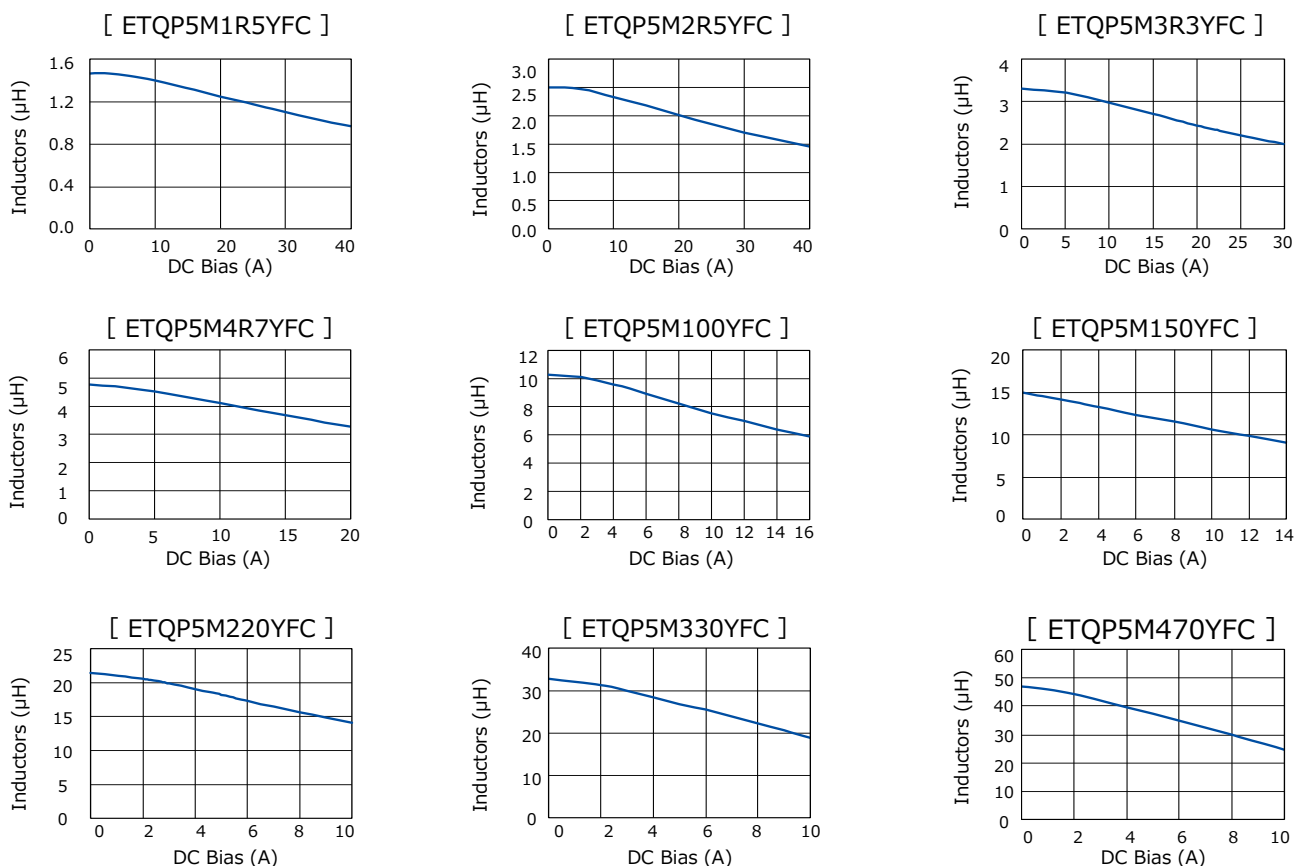 [ ETQP5M1R5YFC ]
Inductors (µH)
1.6
1.2
0.8
0.4
0.0
0 10 20 30 40
DC Bias (A)
[ ETQP5M2R5YFC ]
Inductors (µH)
3.0
2.5
2.0
1.5
1.0
0.5
0.0
0 10 20 30 40
DC Bias (A)
[ ETQP5M3R3YFC ]
Inductors (µH)
4
3
2
1
0
0 5 10 15 20 25 30
DC Bias (A)
[ ETQP5M4R7YFC ]
Inductors (µH)
6
5
4
3
2
1
0
0 5 10 15 20
DC Bias (A)
[ ETQP5M100YFC ]
Inductors (µH)
12
10
8
6
4
2
0
0 2 4 6 8 10 12 14 16
DC Bias (A)
[ ETQP5M150YFC ]
Inductors (µH)
20
15
10
5
0
0 2 4 6 8 10 12 14
DC Bias (A)
[ ETQP5M220YFC ]
Inductors (µH)
25
20
15
10
5
0
0 2 4 6 8 10
DC Bias (A)
[ ETQP5M330YFC ]
Inductors (µH)
40
30
20
10
0
0 2 4 6 8 10
DC Bias (A)
[ ETQP5M470YFC ]
Inductors (µH)
60
50
40
30
20
10
0
0 2 4 6 8 10
DC Bias (A)